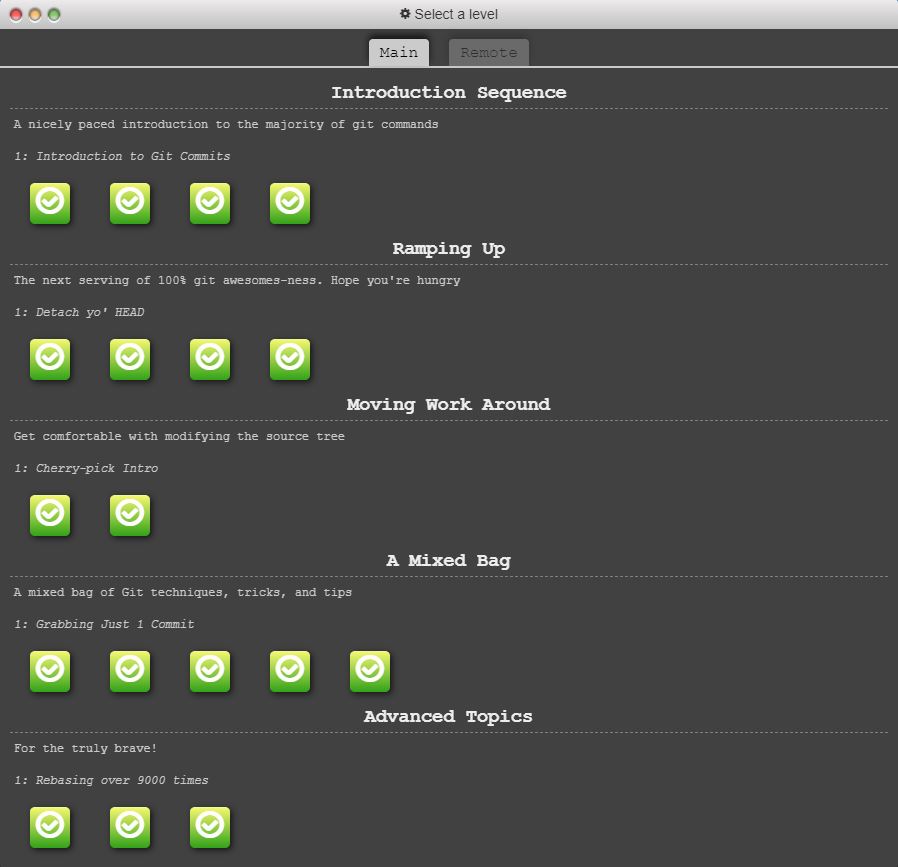 Select a level
Main Remote
Introduction Sequence
A nicely paced introduction to the majority of git commands
1: Introduction to Git Commits
Ramping Up
The next serving of 100% git awesomes-ness. Hope you're hungry
1: Detach yo' HEAD
Moving Work Around
Get comfortable with modifying the source tree
1: Cherry-pick Intro
A Mixed Bag
A mixed bag of Git techniques, tricks, and tips
1: Grabbing Just 1 Commit
Advanced Topics
For the truly brave!
1: Rebasing over 9000 times